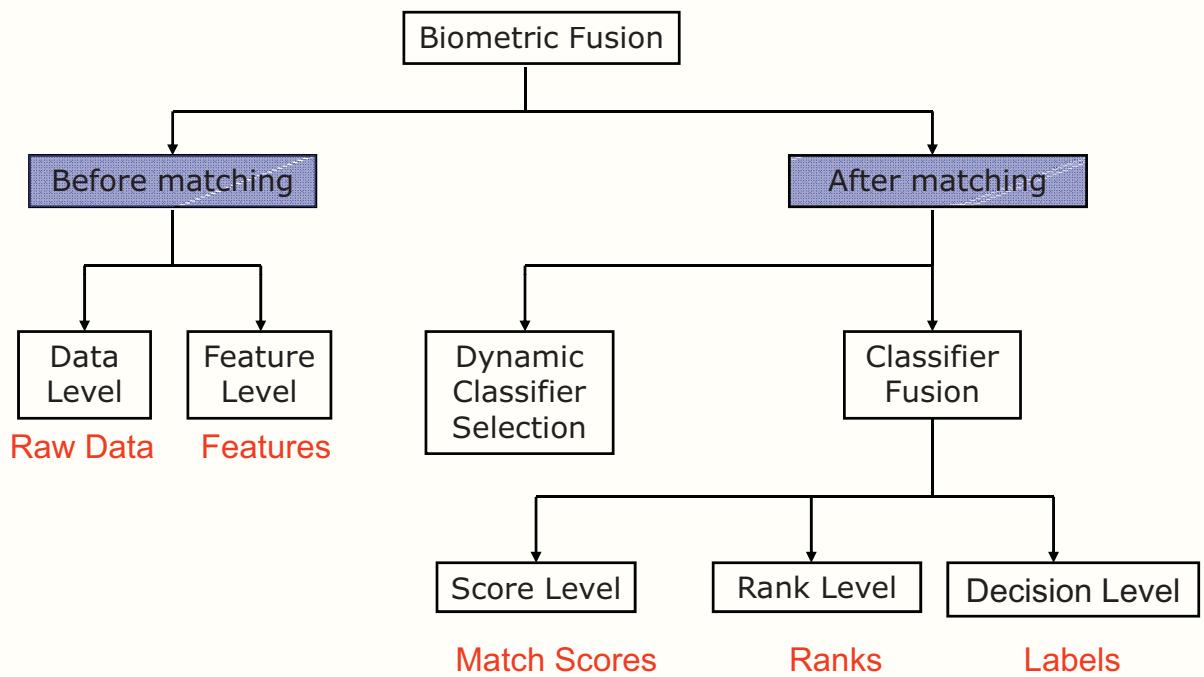 Biometric Fusion
Before matching
After matching
Data
Level
Feature
Level
Dynamic
Classifier
Selection
Classifier
Fusion
Raw Data
Features
Score Level
Rank Level
Decision Level
Match Scores
Ranks
Labels